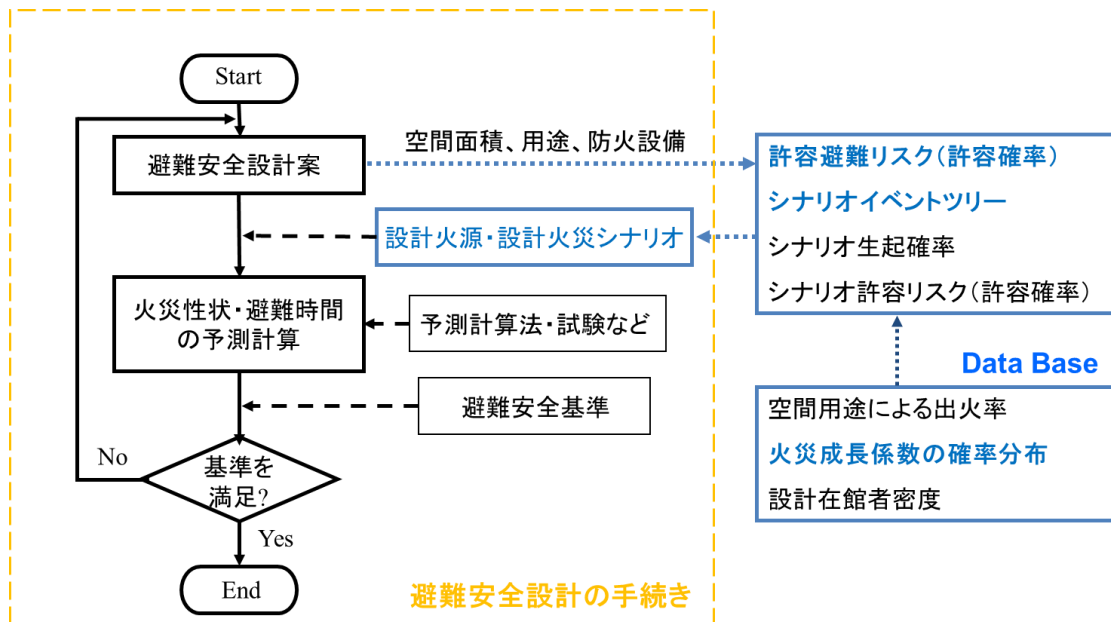 Start
避難安全設計案
空間面積、用途、防火設備
許容避難リスク(許容確率)
シナリオイベントツリー
シナリオ生起確率
シナリオ許容リスク(許容確率)
設計火源・設計火災シナリオ
火災性状・避難時間
の予測計算
予測計算法・試験など
Data Base
空間用途による出火率
火災成長係数の確率分布
設計在館者密度
避難安全基準
No
基準を
満足?
Yes
End
避難安全設計の手続き